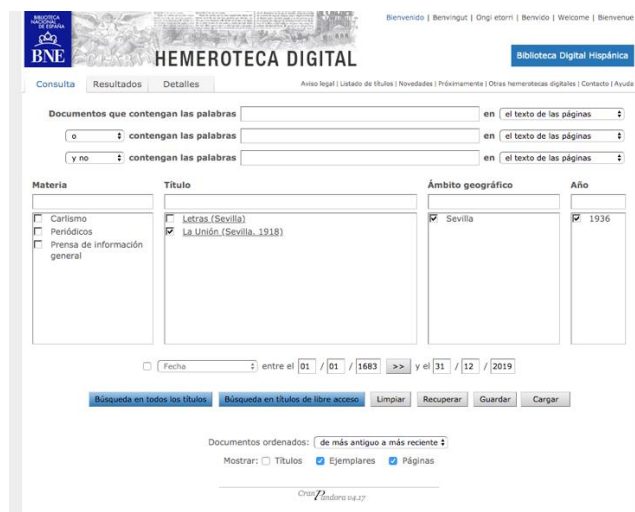 Bienvenido | Benvingut | Ongi etorri | Benvido | Welcome | Bienvenue
BIBLIOTECA
NACIONAL
DE ESPAÑA
BNE
HEMEROTECA DIGITAL
Biblioteca Digital Hispánica
Consulta Resultados Detalles
Aviso legal | Listado de títulos | Novedades | Próximamente | Otras hemerotecas digitales | Contacto | Ayuda
Documentos que contengan las palabras en el texto de las páginas
o contengan las palabras en el texto de las páginas
y no contengan las palabras en el texto de las páginas
Materia Título Ámbito geográfico Año
Carlismo Letras (Sevilla) Sevilla 1936
Periódicos La Unión (Sevilla. 1918)
Prensa de información
general
Fecha entre el 01 / 01 / 1683 >> y el 31 / 12 / 2019
Búsqueda en todos los títulos Búsqueda en títulos de libre acceso Limpiar Recuperar Guardar Cargar
Documentos ordenados: de más antiguo a más reciente
Mostrar: Títulos Ejemplares Páginas
CranPandora v4.17